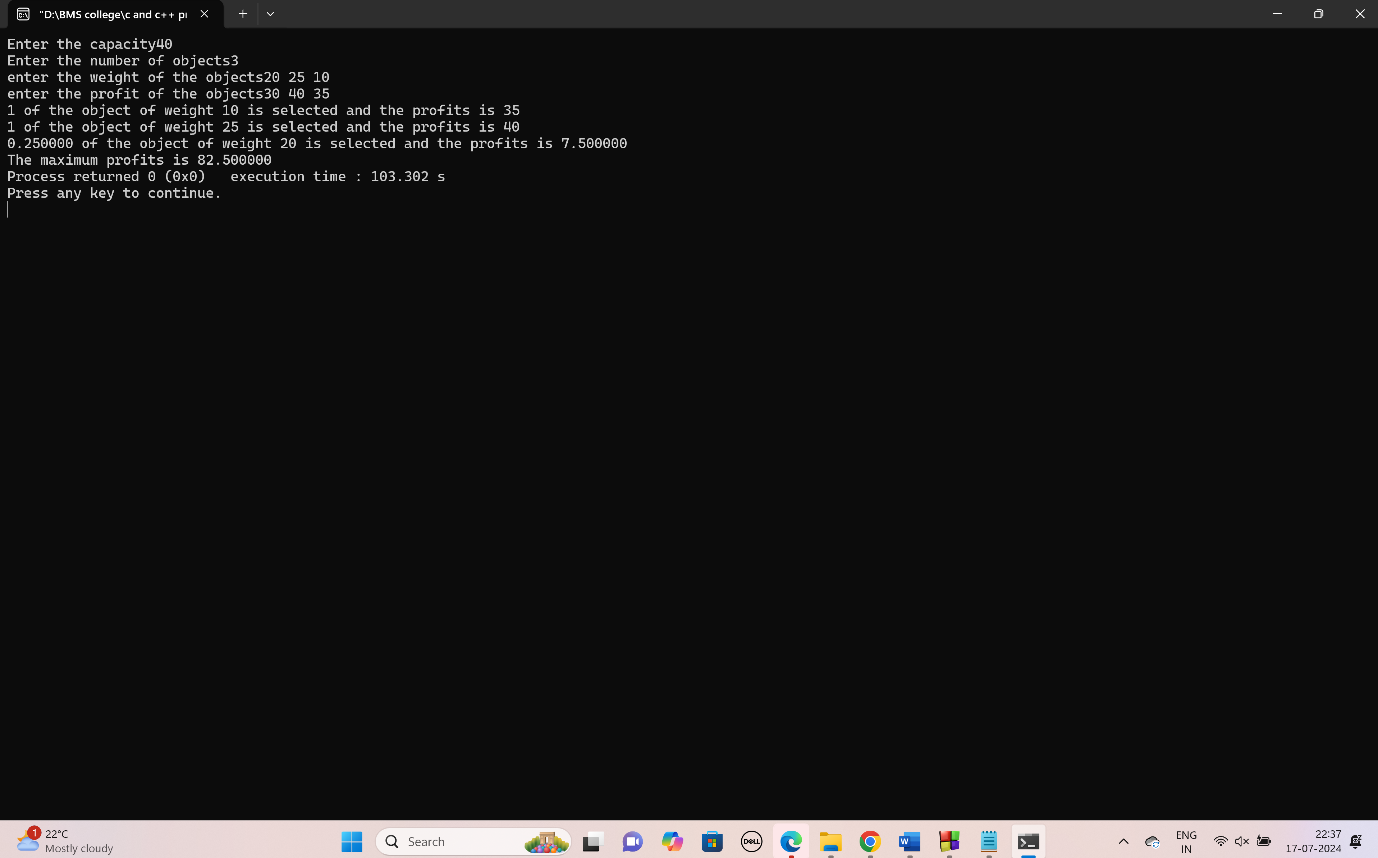 "D:\BMS college\c and c++ pr
Enter the capacity40
Enter the number of objects3
enter the weight of the objects20 25 10
enter the profit of the objects30 40 35
1 of the object of weight 10 is selected and the profits is 35
1 of the object of weight 25 is selected and the profits is 40
0.250000 of the object of weight 20 is selected and the profits is 7.500000
The maximum profits is 82.500000
Process returned 0 (0x0)   execution time : 103.302 s
Press any key to continue.
1
22°C
Mostly cloudy
Search
DELL
W
ENG
IN
22:37
17-07-2024